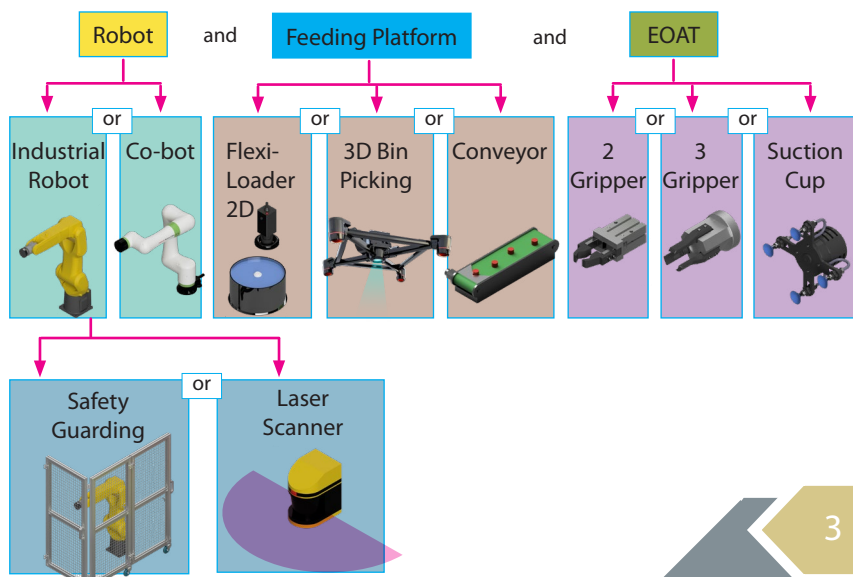 Robot
and
Feeding Platform
and
EOAT
or
or
or
or
or
Industrial
Robot
Co-bot
Flexi-
Loader
2D
3D Bin
Picking
Conveyor
2
Gripper
3
Gripper
Suction
Cup
or
Safety
Guarding
Laser
Scanner
3